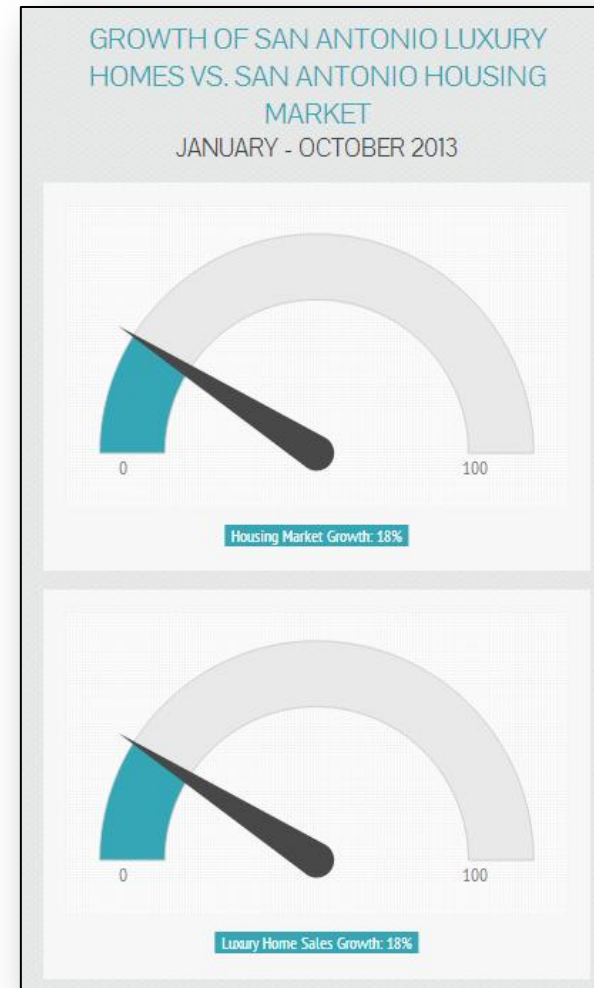 GROWTH OF SAN ANTONIO LUXURY
HOMES VS. SAN ANTONIO HOUSING
MARKET
JANUARY - OCTOBER 2013
0 100
Housing Market Growth: 18%
0 100
Luxury Home Sales Growth: 18%